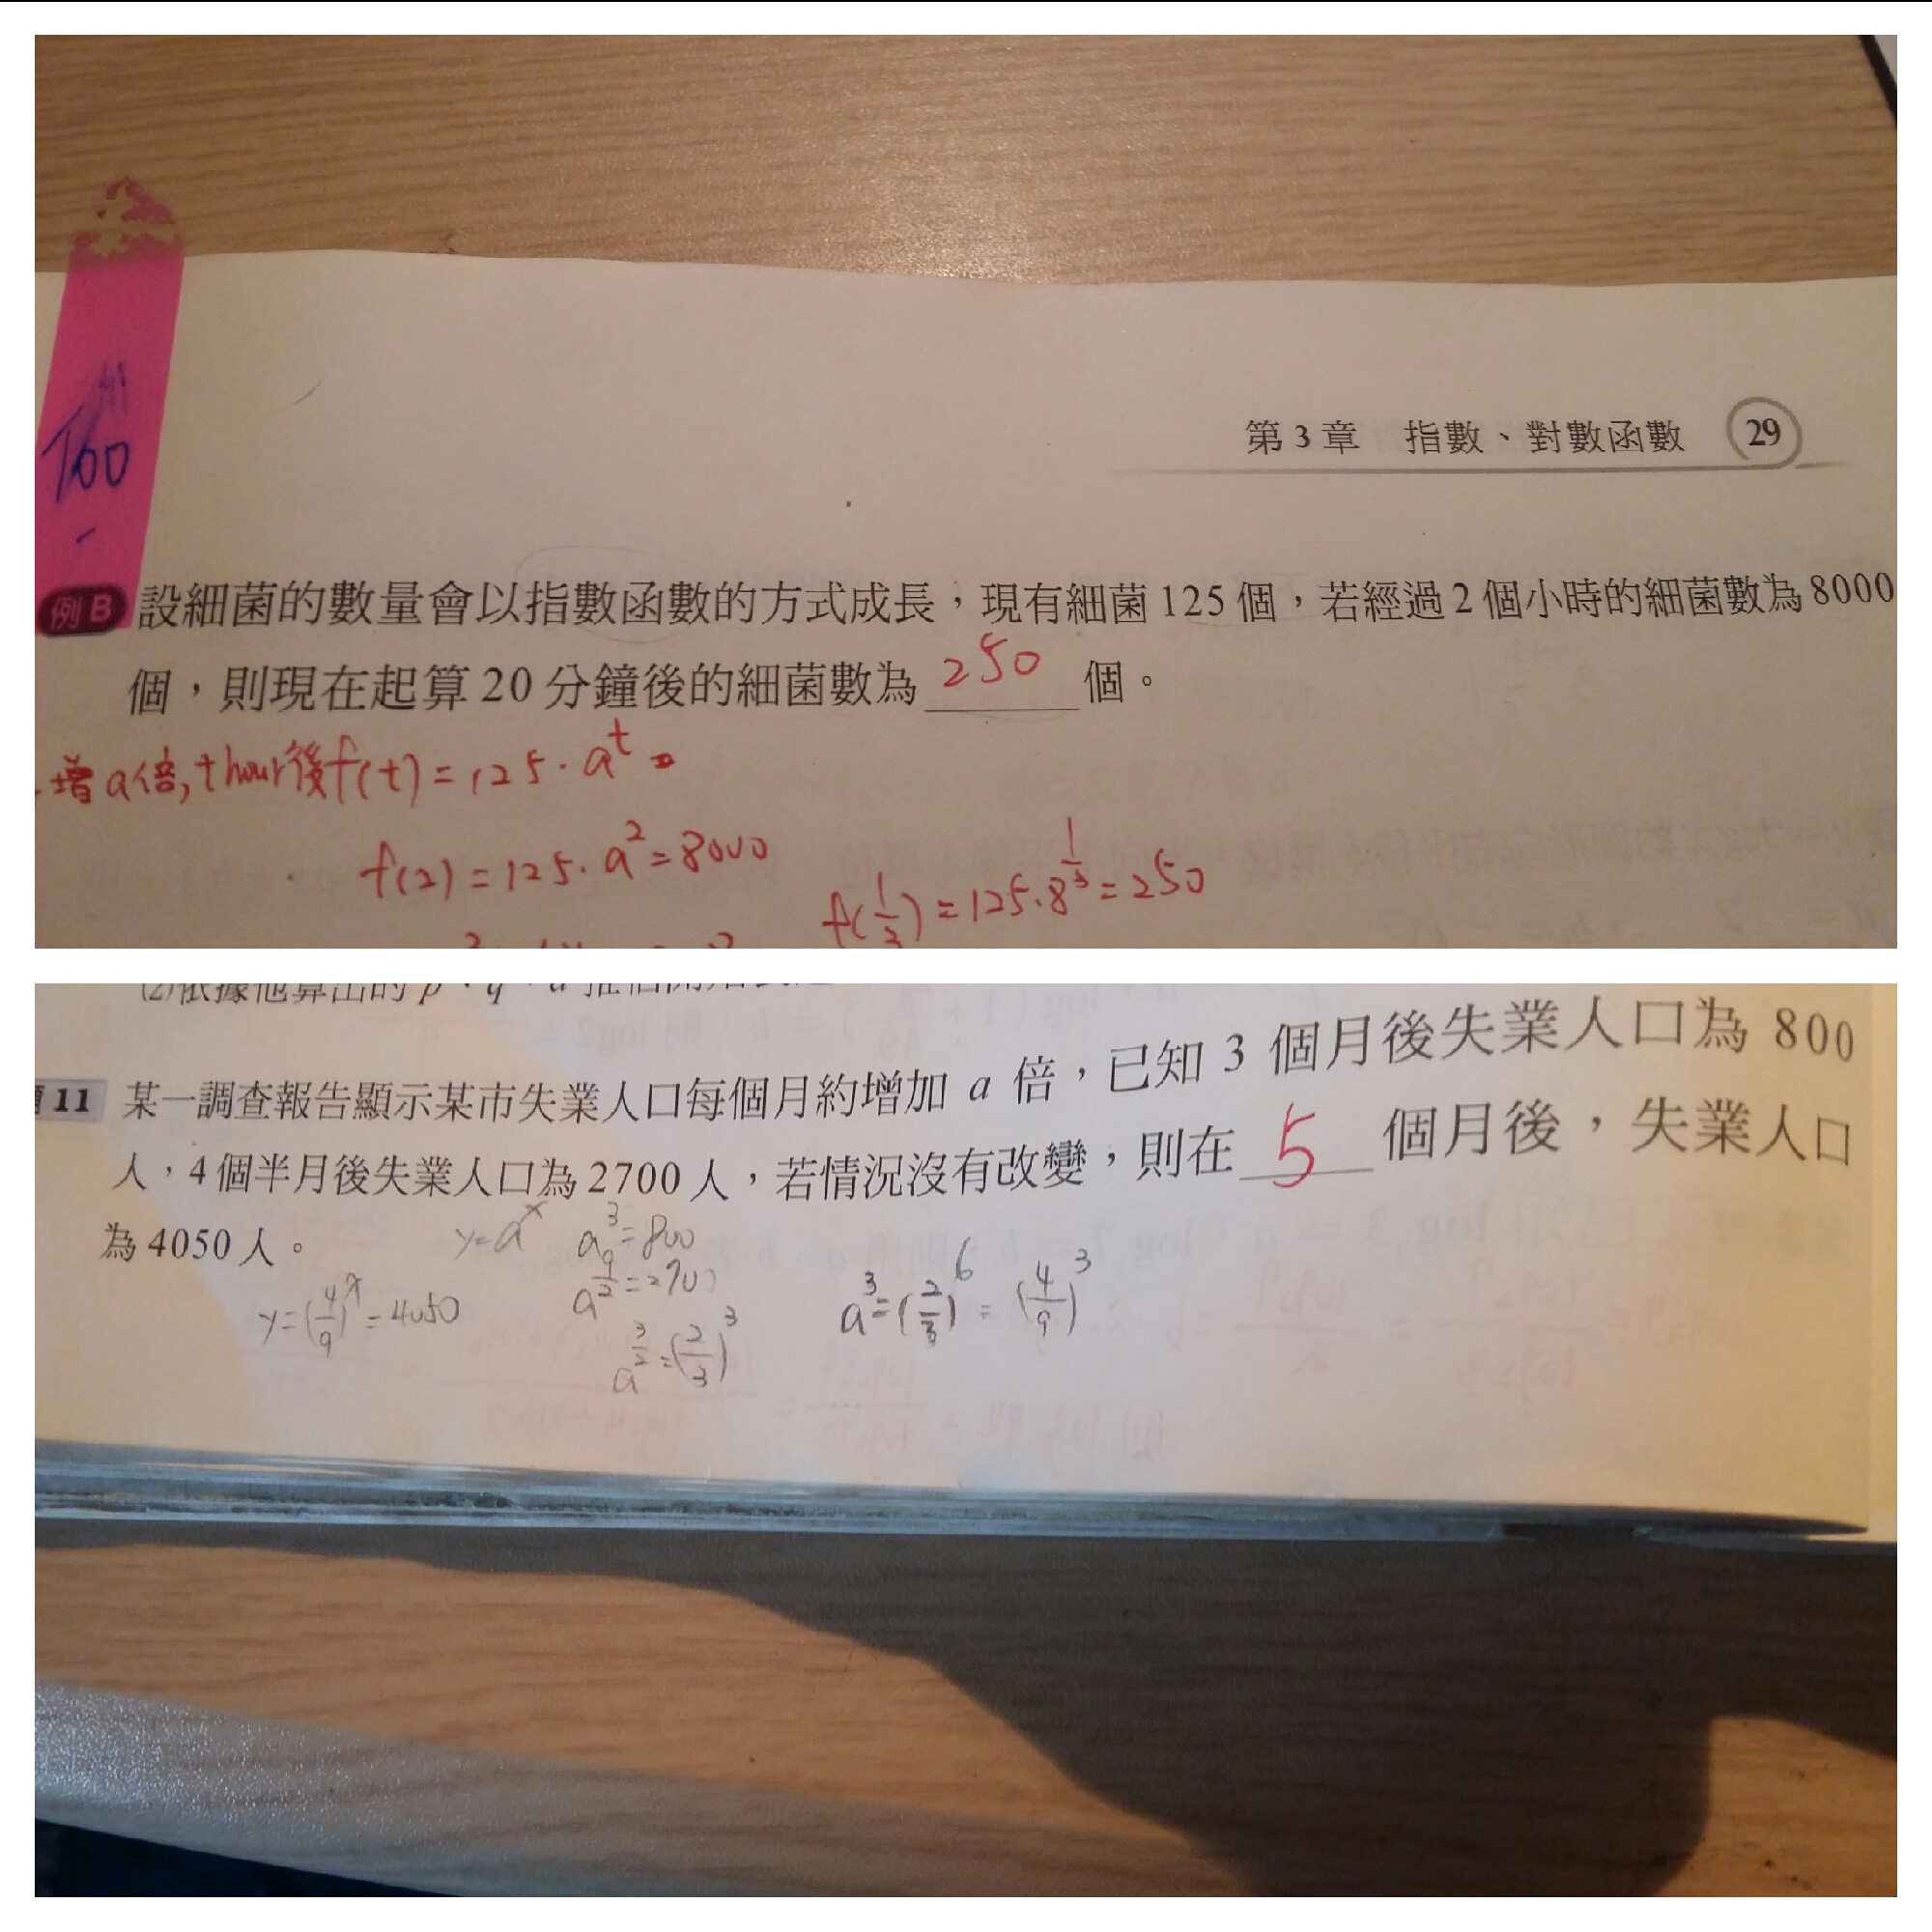 100
第 3 章 指數、對數函數 29
例B 設細菌的數量會以指數函數的方式成長，現有細菌 125 個，若經過 2 個小時的細菌數為 8000
個，則現在起算 20 分鐘後的細菌數為 250 個。
增 a 倍, t hour 後 f(t) = 125 · a^t =
f(2) = 125 · a^2 = 8000
f(1/3) = 125 · 8^(1/3) = 250
(2)依據他算出的 p、q、a
11 某一調查報告顯示某市失業人口每個月約增加 a 倍，已知 3 個月後失業人口為 800
人，4 個半月後失業人口為 2700 人，若情況沒有改變，則在 5 個月後，失業人口
為 4050 人。
y = a^x a^3 = 800
a^(9/2) = 2700
y = (4/9)^x = 4050
a^(3/2) = (2/3)^3
a^3 = (2/3)^6 = (4/9)^3